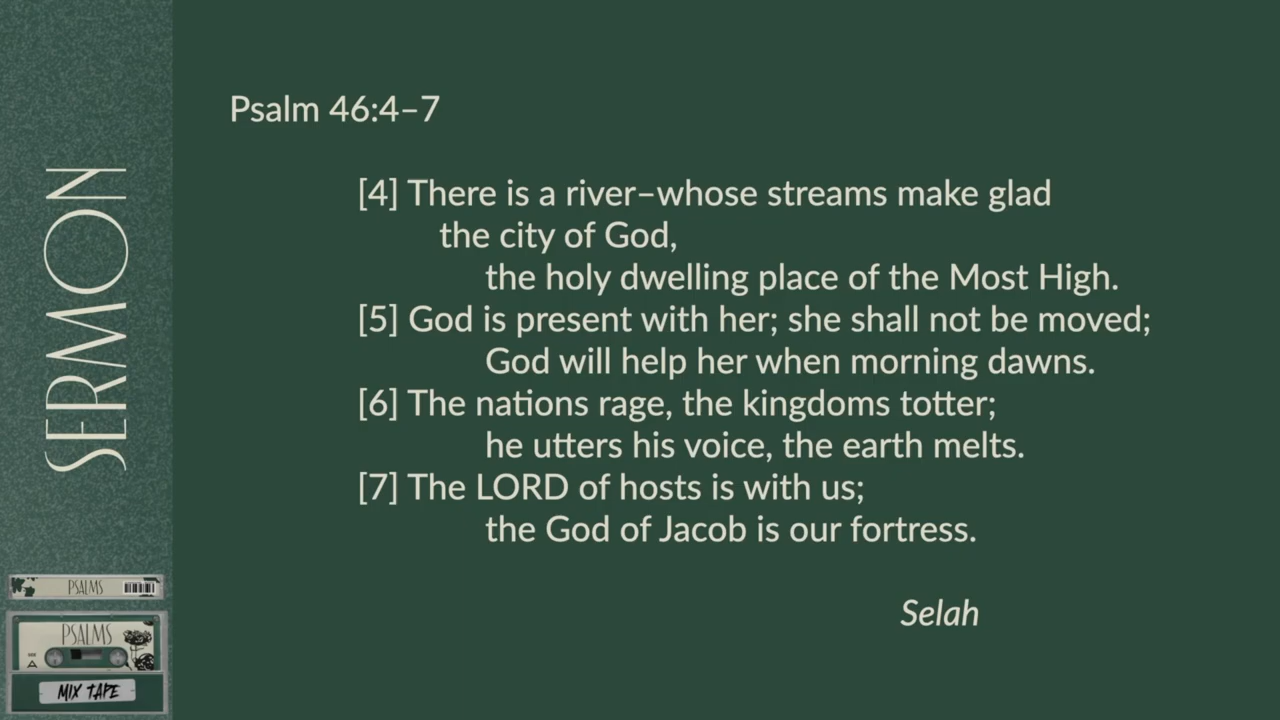 SERMON
Psalm 46:4–7
[4] There is a river–whose streams make glad
the city of God,
the holy dwelling place of the Most High.
[5] God is present with her; she shall not be moved;
God will help her when morning dawns.
[6] The nations rage, the kingdoms totter;
he utters his voice, the earth melts.
[7] The LORD of hosts is with us;
the God of Jacob is our fortress.
Selah
PSALMS
PSALMS
A
MIX TAPE